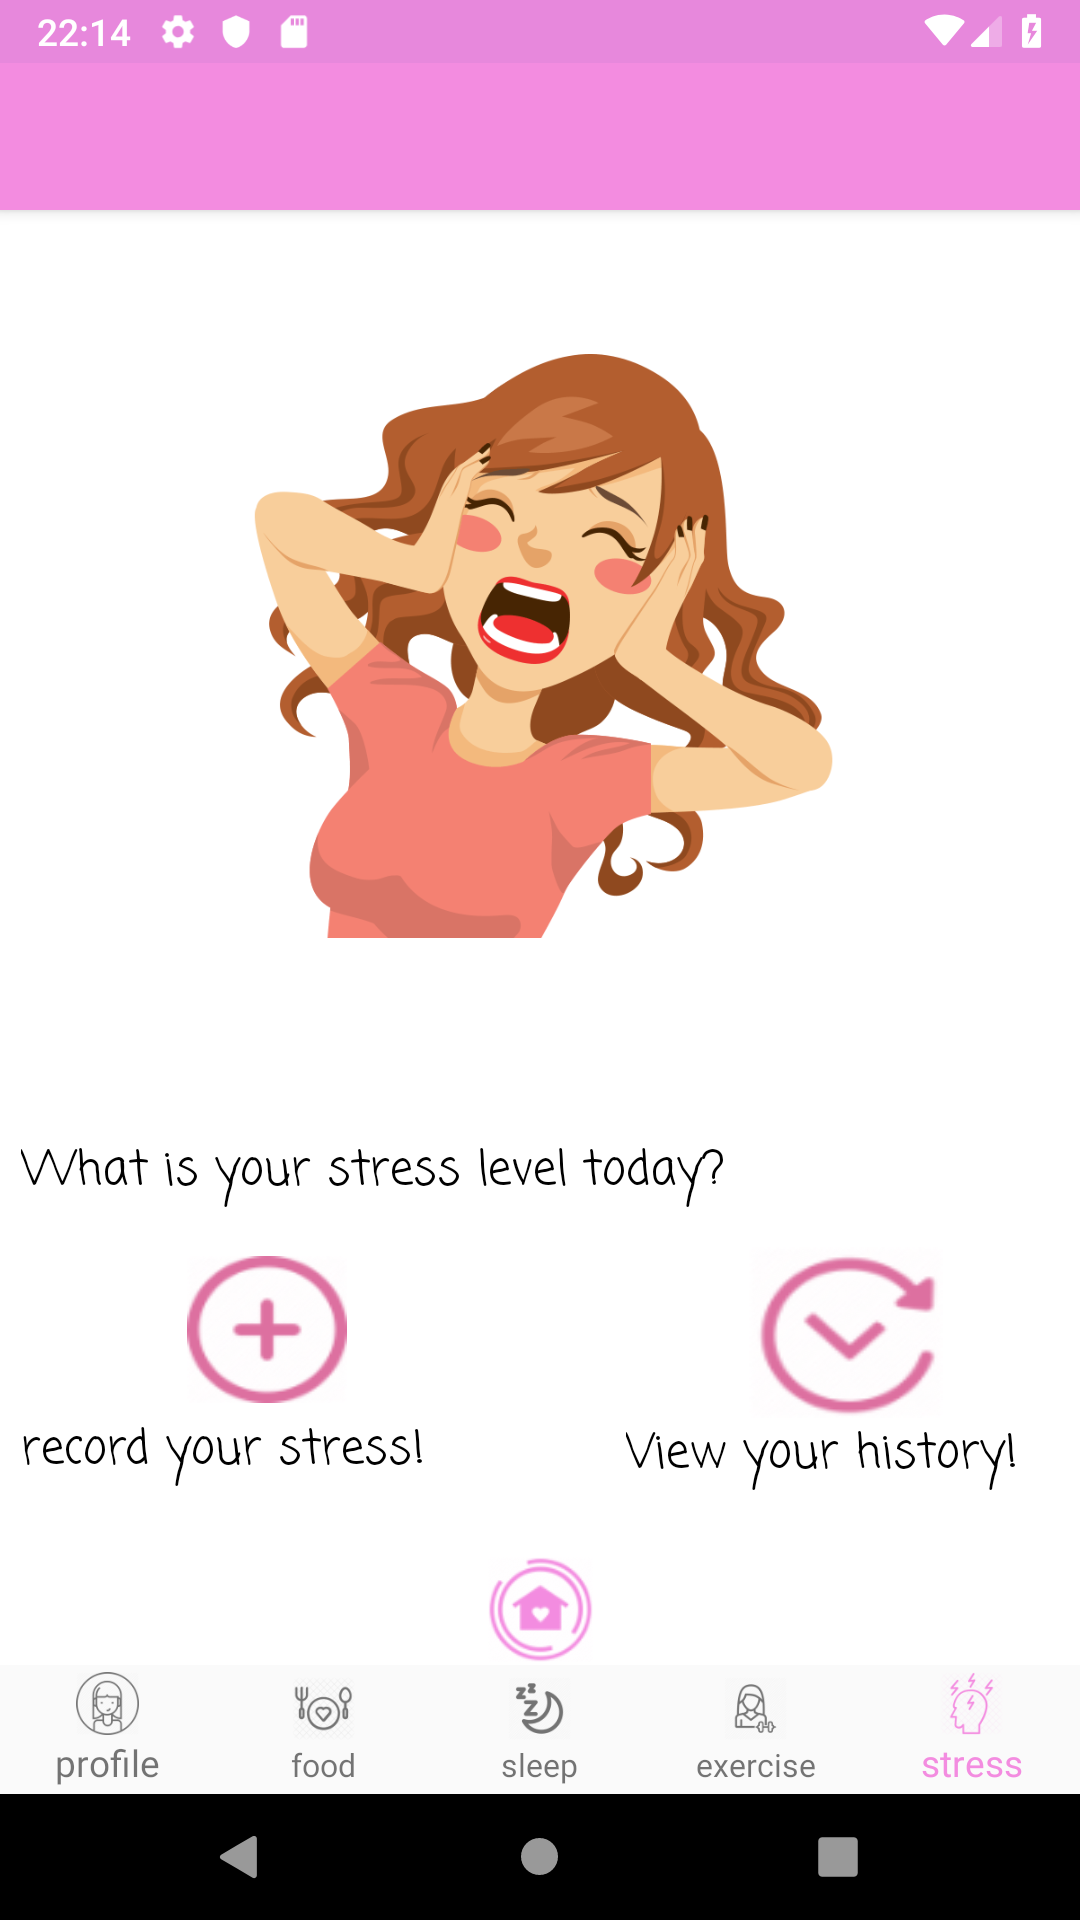 22:14
What is your stress level today?
record your stress!
View your history!
profile
food
sleep
exercise
stress